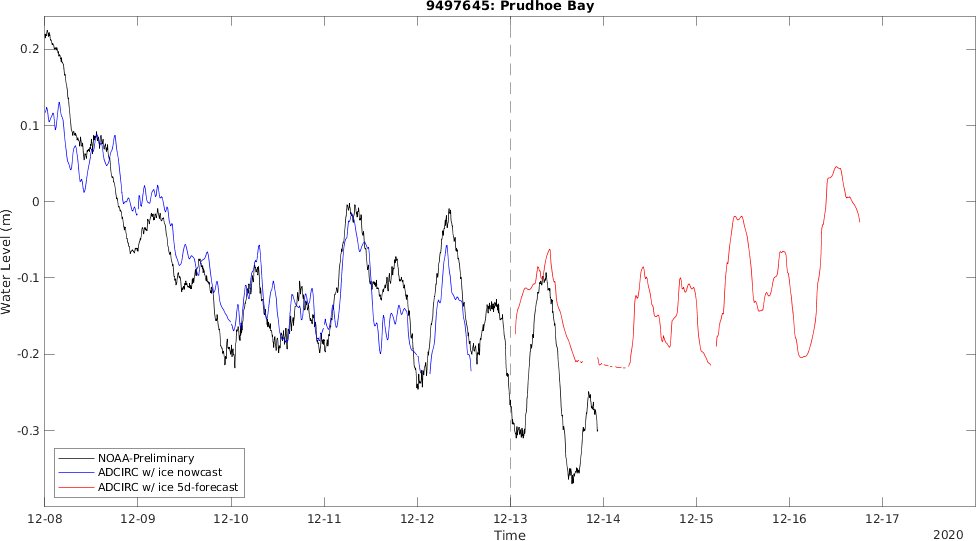 9497645: Prudhoe Bay
0.2
0.1
0
-0.1
-0.2
-0.3
Water Level (m)
NOAA-Preliminary
ADCIRC w/ ice nowcast
ADCIRC w/ ice 5d-forecast
12-08 12-09 12-10 12-11 12-12 12-13 12-14 12-15 12-16 12-17
Time
2020